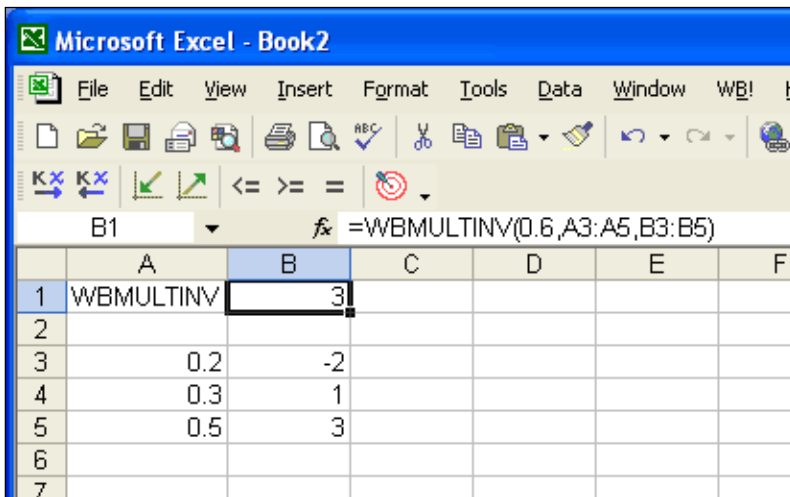 Microsoft Excel - Book2
File Edit View Insert Format Tools Data Window WB!
ABC
K× K× <= >= =
B1 fx =WBMULTINV(0.6,A3:A5,B3:B5)
A B C D E F
1 WBMULTINV 3
2
3 0.2 -2
4 0.3 1
5 0.5 3
6
7